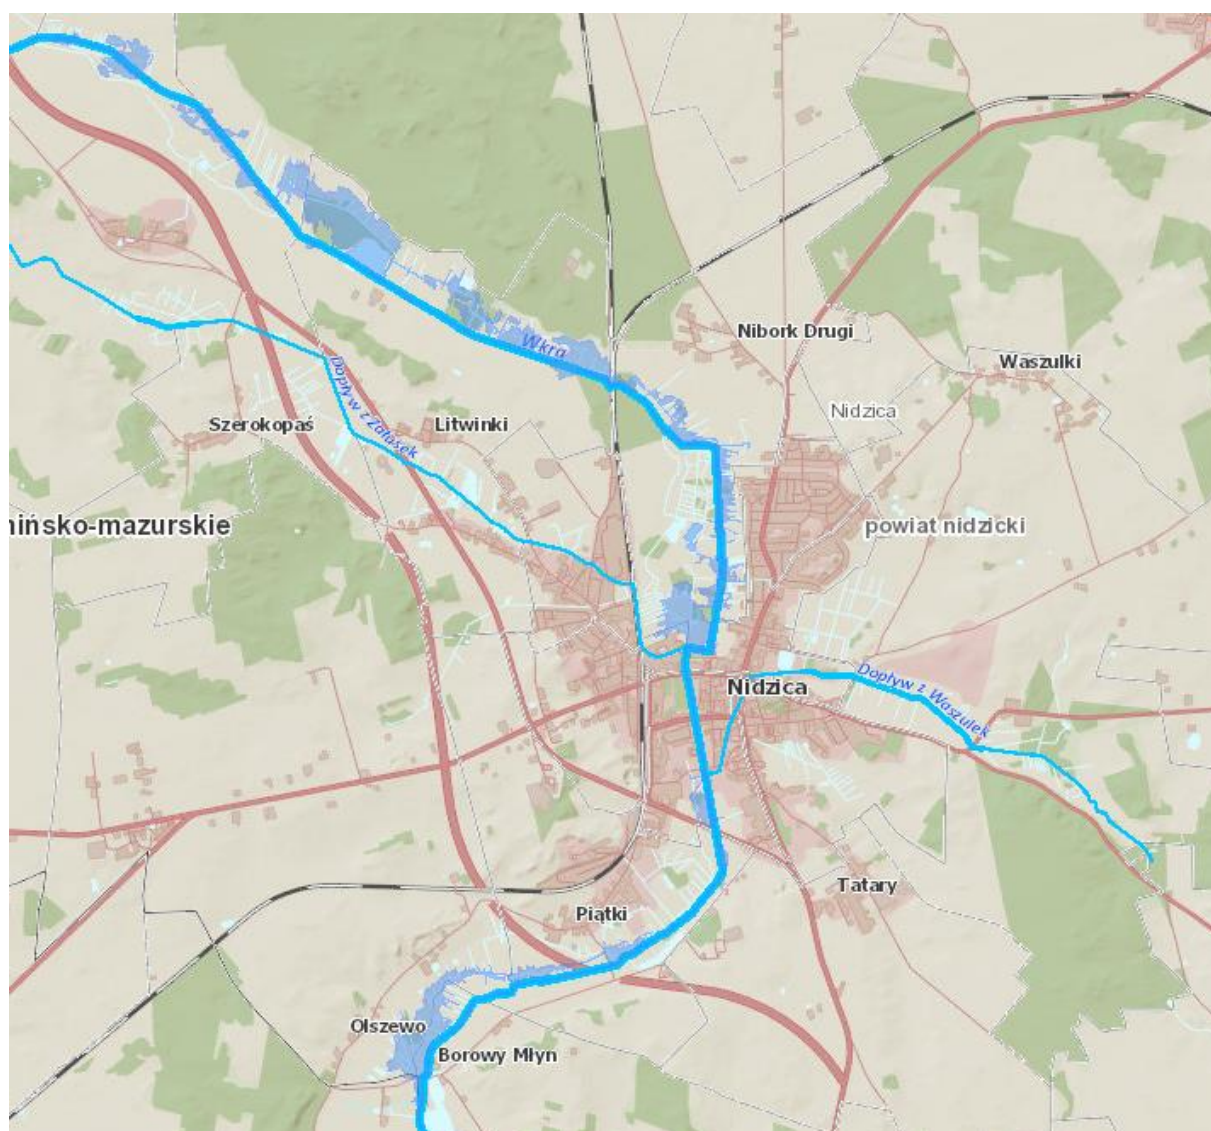 Nibork Drugi
Wkra
Waszulki
Dopływ z Załusek
Nidzica
Szerokopaś
Litwinki
nińsko-mazurskie
powiat nidzicki
Nidzica
Dopływ z Waszulek
Tatary
Piątki
Olszewo
Borowy Młyn